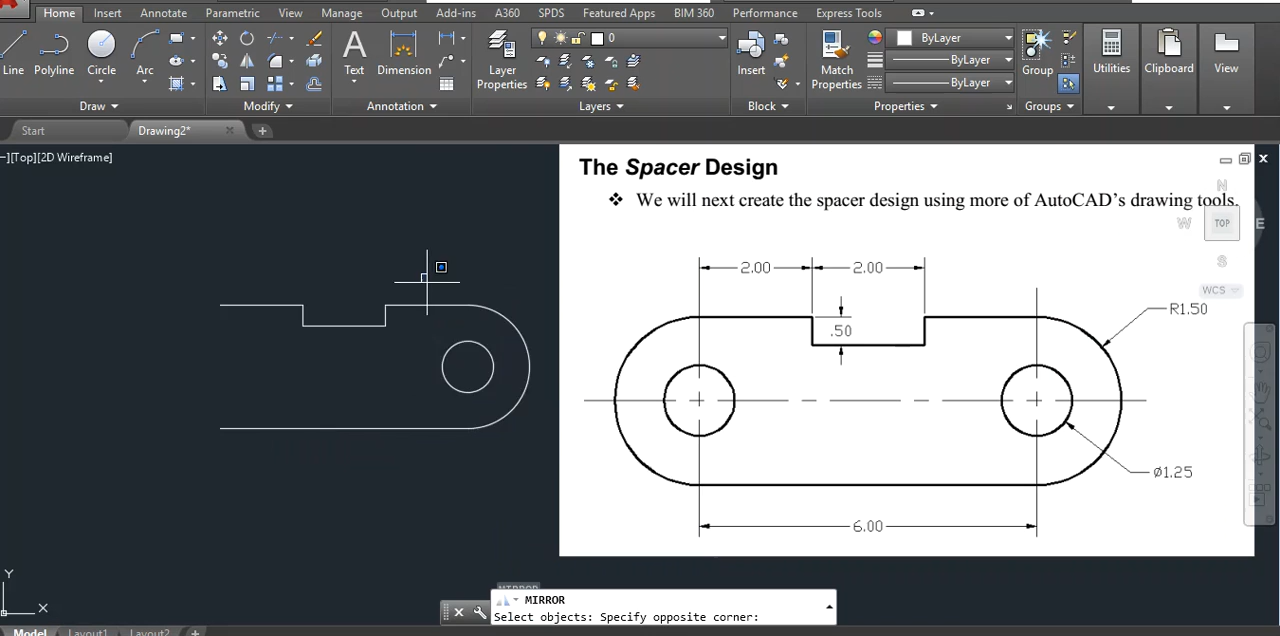 Home Insert Annotate Parametric View Manage Output Add-ins A360 SPDS Featured Apps BIM 360 Performance Express Tools
0
ByLayer
Line Polyline Circle Arc Text Dimension Layer Properties Insert Match Properties ByLayer Group Utilities Clipboard View
ByLayer
Draw Modify Annotation Layers Block Properties Groups
Start Drawing2*
−][Top][2D Wireframe]
The Spacer Design
❖ We will next create the spacer design using more of AutoCAD's drawing tools.
N
W TOP E
S
WCS
2.00 2.00
R1.50
.50
Ø1.25
6.00
Y
X
MIRROR
MIRROR
Select objects: Specify opposite corner:
Model Layout1 Layout2 +